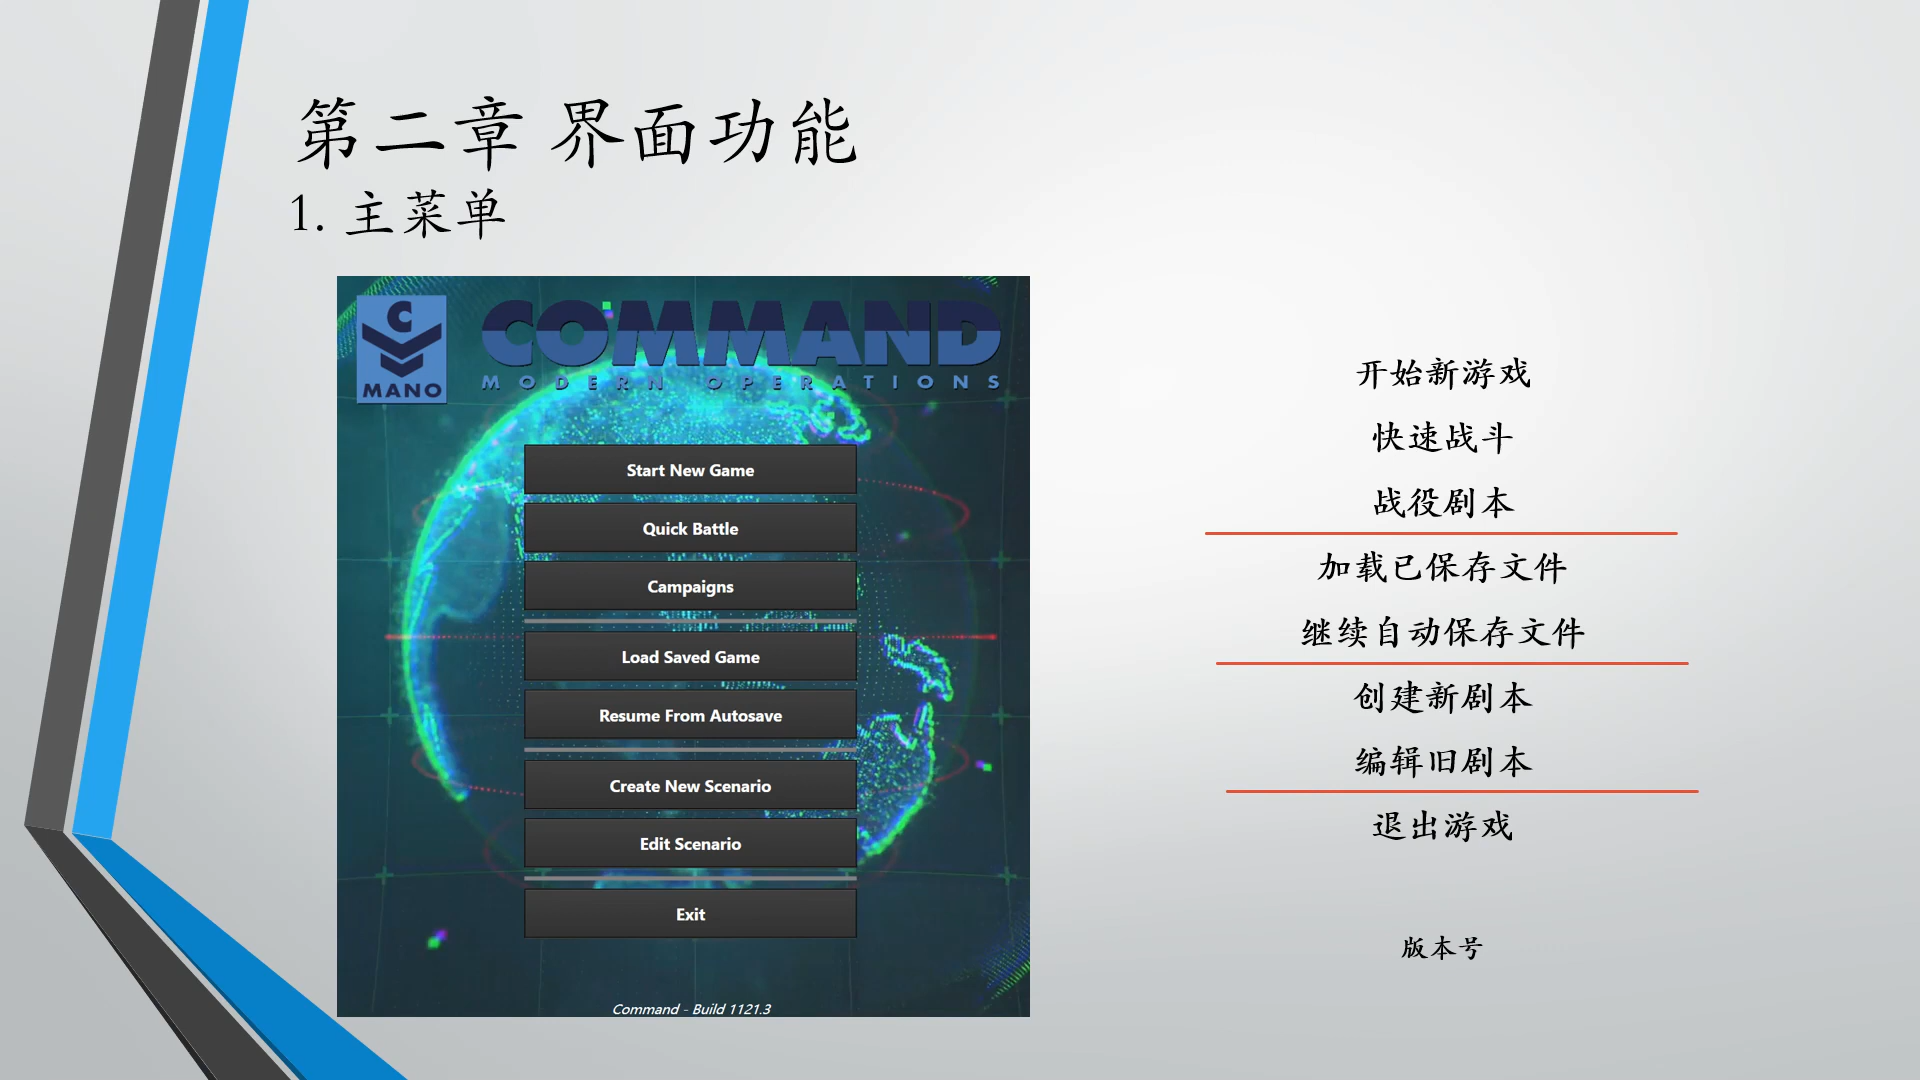 第二章 界面功能
1. 主菜单
C
MANO
COMMAND
MODERN OPERATIONS
Start New Game
Quick Battle
Campaigns
Load Saved Game
Resume From Autosave
Create New Scenario
Edit Scenario
Exit
Command - Build 1121.3
开始新游戏
快速战斗
战役剧本
加载已保存文件
继续自动保存文件
创建新剧本
编辑旧剧本
退出游戏
版本号